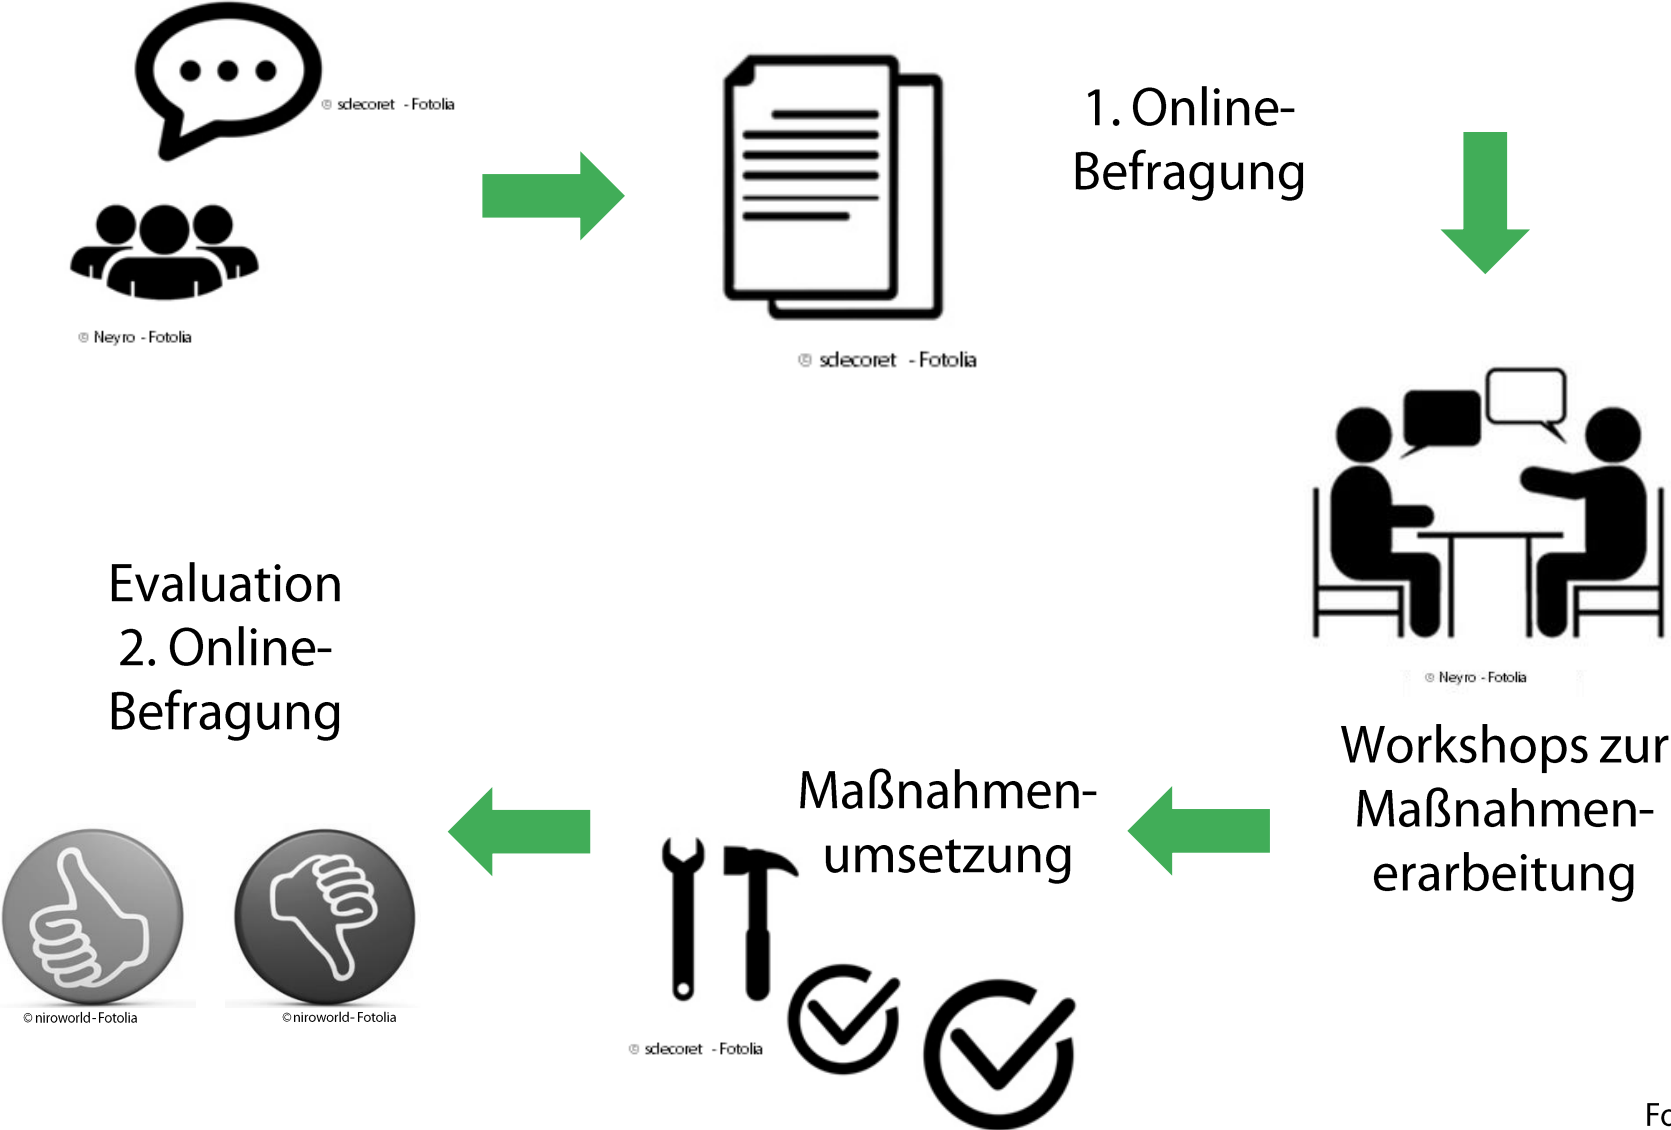 © sdecoret - Fotolia
© Neyro - Fotolia
© sdecoret - Fotolia
1. Online-
Befragung
© Neyro - Fotolia
Workshops zur
Maßnahmen-
erarbeitung
Maßnahmen-
umsetzung
© sdecoret - Fotolia
Evaluation
2. Online-
Befragung
© niroworld - Fotolia
© niroworld - Fotolia